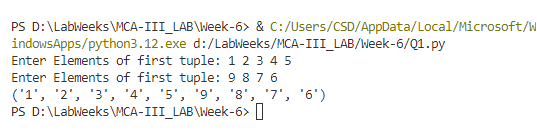 PS D:\LabWeeks\MCA-III_LAB\Week-6> & C:/Users/CSD/AppData/Local/Microsoft/W
indowsApps/python3.12.exe d:/LabWeeks/MCA-III_LAB/Week-6/Q1.py
Enter Elements of first tuple: 1 2 3 4 5
Enter Elements of first tuple: 9 8 7 6
('1', '2', '3', '4', '5', '9', '8', '7', '6')
PS D:\LabWeeks\MCA-III_LAB\Week-6>